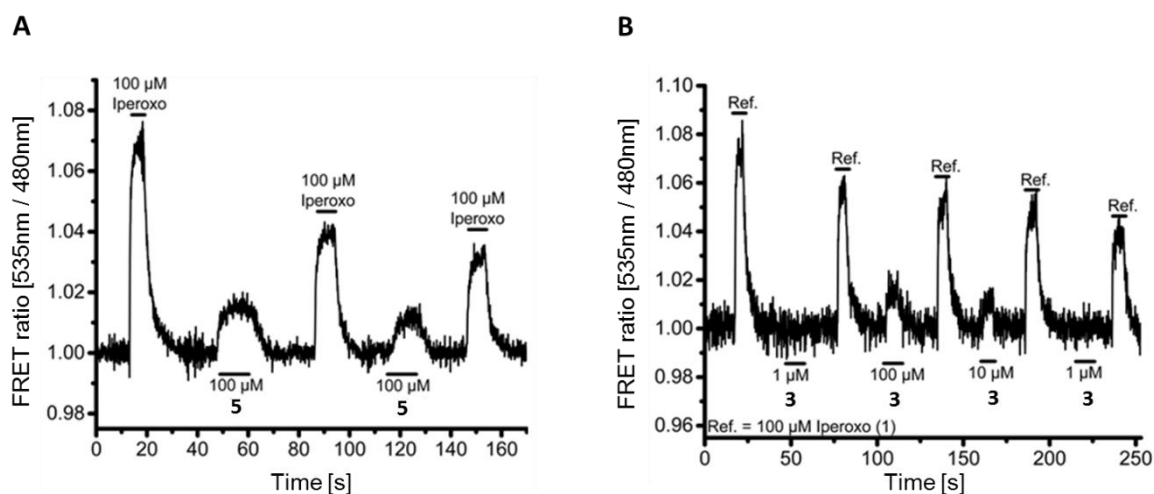 A
FRET ratio [535nm / 480nm]
1.08
1.06
1.04
1.02
1.00
0.98
100 µM
Iperoxo
100 µM
Iperoxo
100 µM
Iperoxo
100 µM
5
100 µM
5
0 20 40 60 80 100 120 140 160
Time [s]
B
FRET ratio [535nm / 480nm]
1.10
1.08
1.06
1.04
1.02
1.00
0.98
0.96
Ref.
Ref.
Ref.
Ref.
Ref.
1 µM
3
100 µM
3
10 µM
3
1 µM
3
Ref. = 100 µM Iperoxo (1)
0 50 100 150 200 250
Time [s]